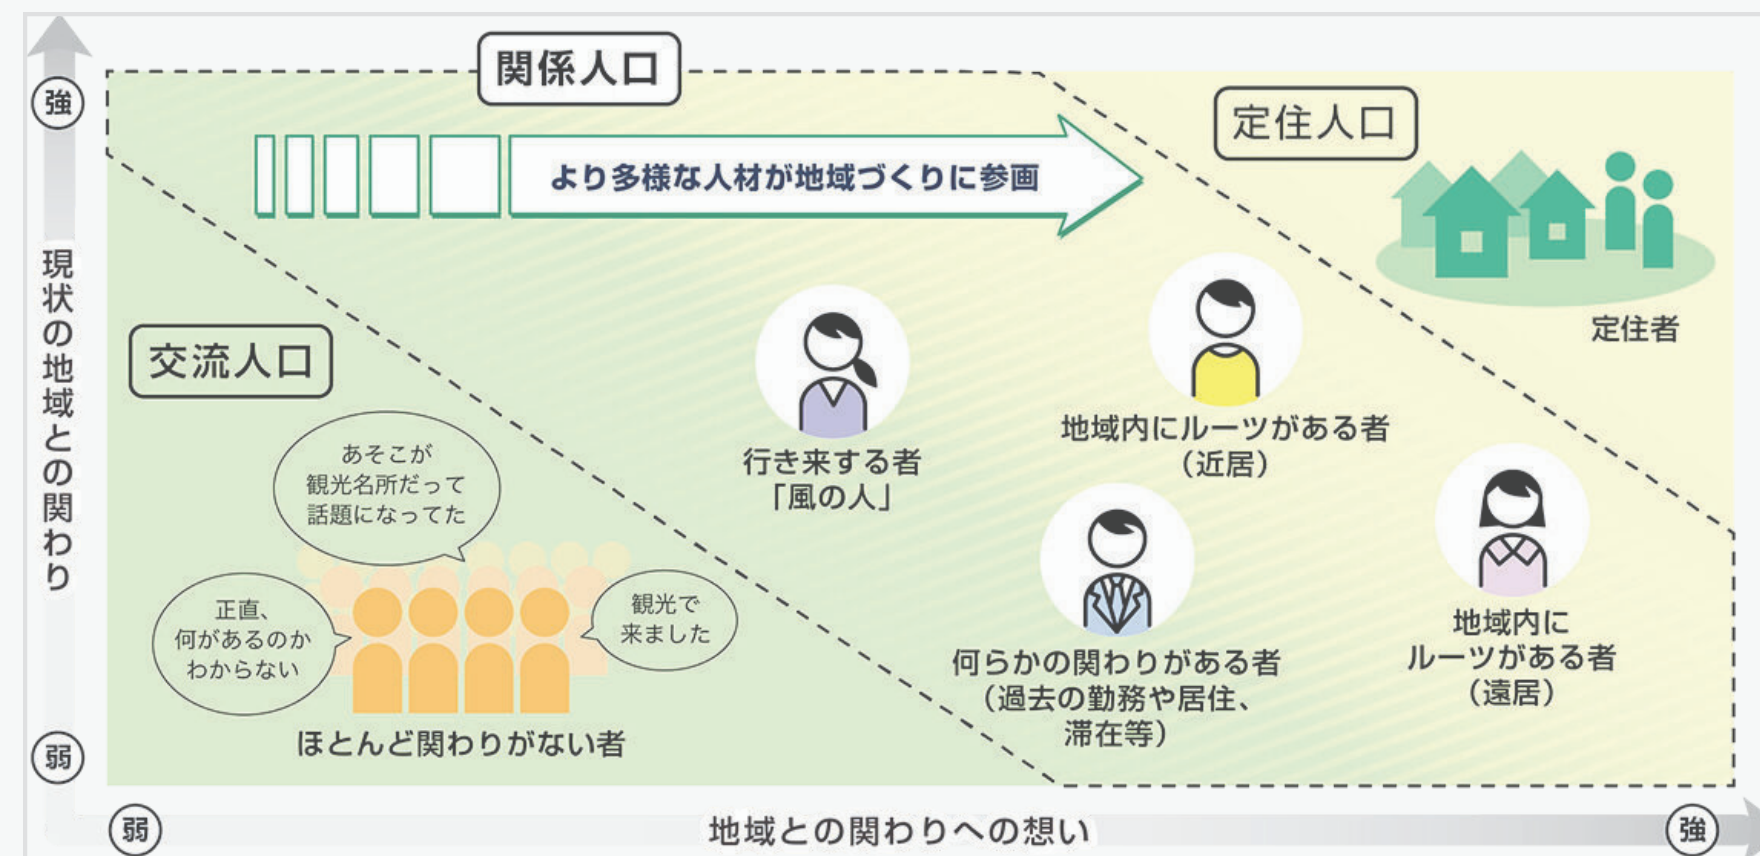 関係人口
強
定住人口
より多様な人材が地域づくりに参画
現状の地域との関わり
定住者
交流人口
地域内にルーツがある者
（近居）
行き来する者
「風の人」
あそこが
観光名所だって
話題になってた
正直、
何があるのか
わからない
観光で
来ました
ほとんど関わりがない者
何らかの関わりがある者
（過去の勤務や居住、
滞在等）
地域内に
ルーツがある者
（遠居）
弱
弱
地域との関わりへの想い
強